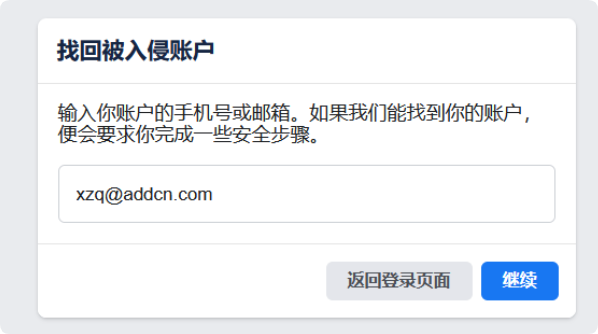 找回被入侵账户
输入你账户的手机号或邮箱。如果我们能找到你的账户，
便会要求你完成一些安全步骤。
xzq@addcn.com
返回登录页面
继续